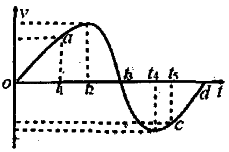 v
a
o t₁ t₂ t₃ t₄ t₅ d t
c